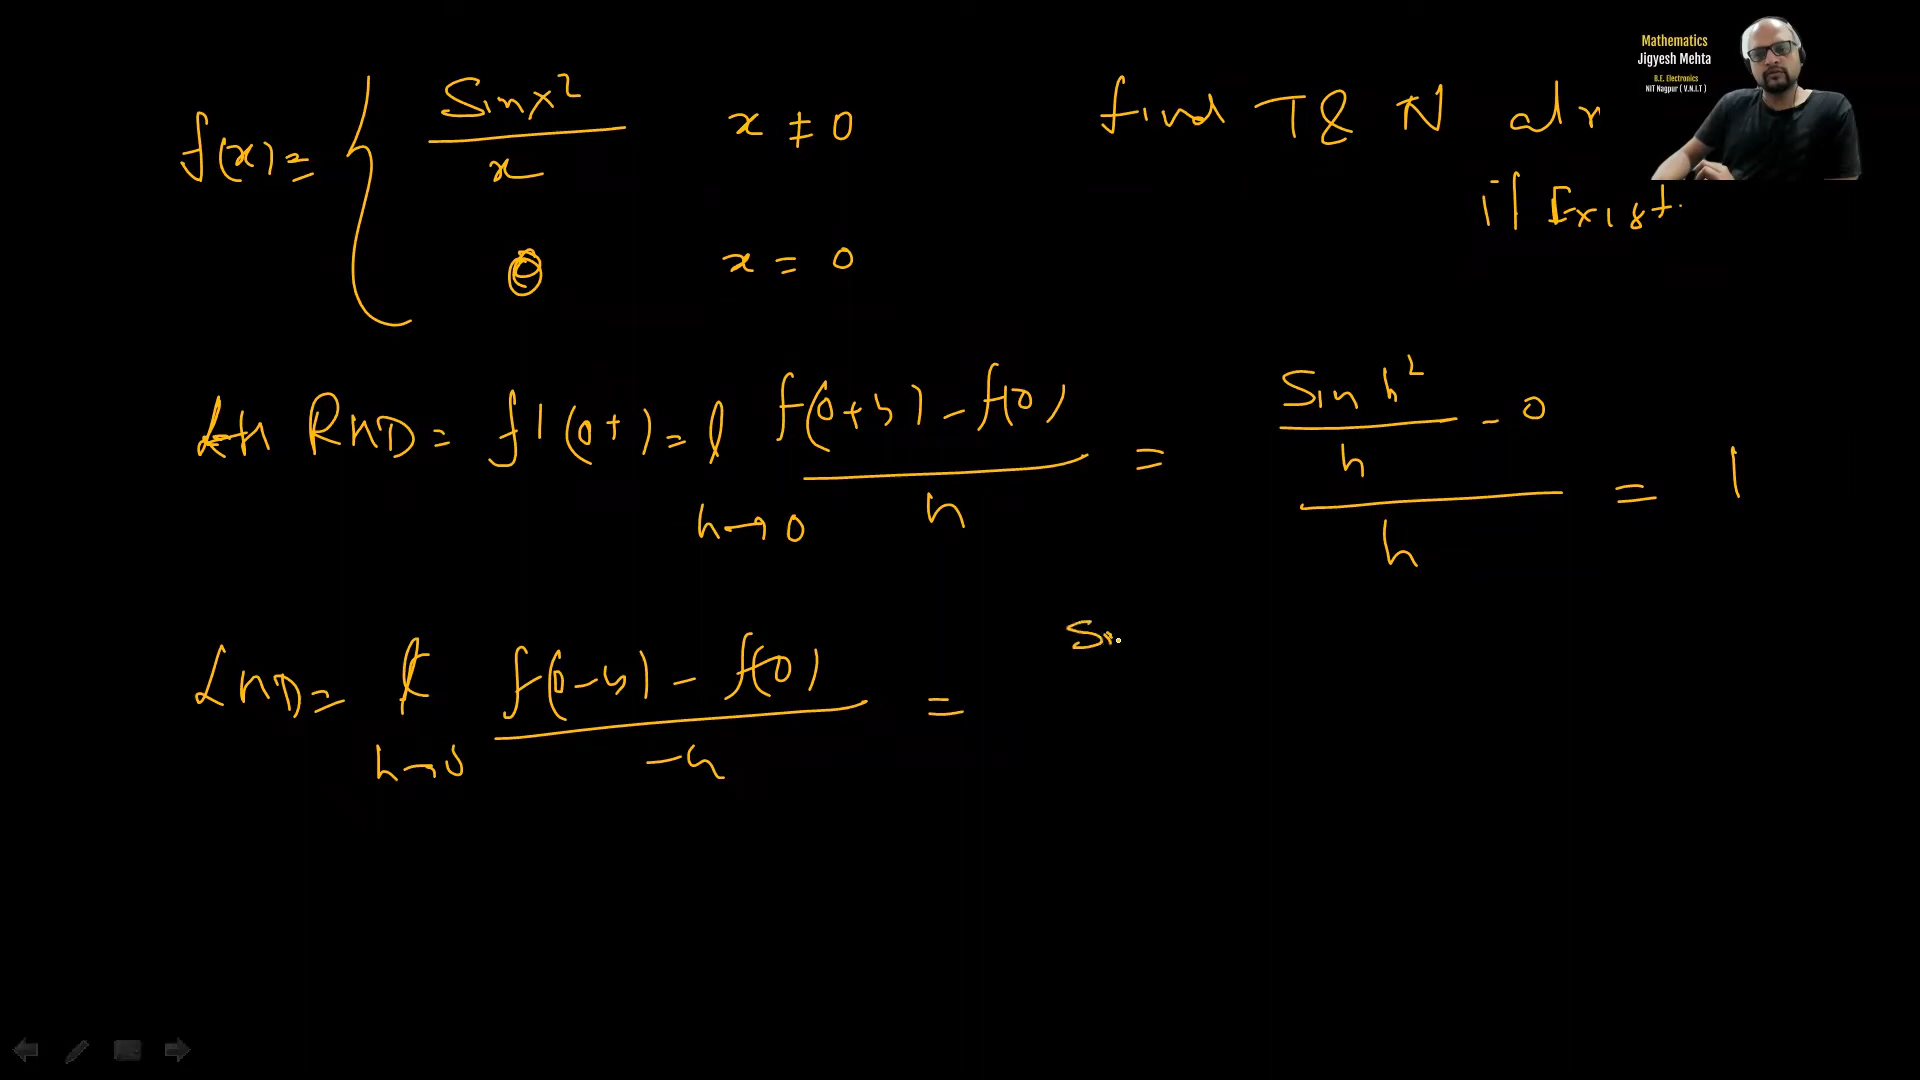 Mathematics
Jigyesh Mehta
B.E. Electronics
NIT Nagpur ( V.N.I.T )
f(x) = { Sin x² / x    x ≠ 0
0    x = 0
find T & N at x
if Exist.
RHD = f'(0+) = l h→0 f(0+h) - f(0) / h = (Sin h² / h - 0) / h = 1
LHD = lt h→0 f(0-h) - f(0) / -h = Si